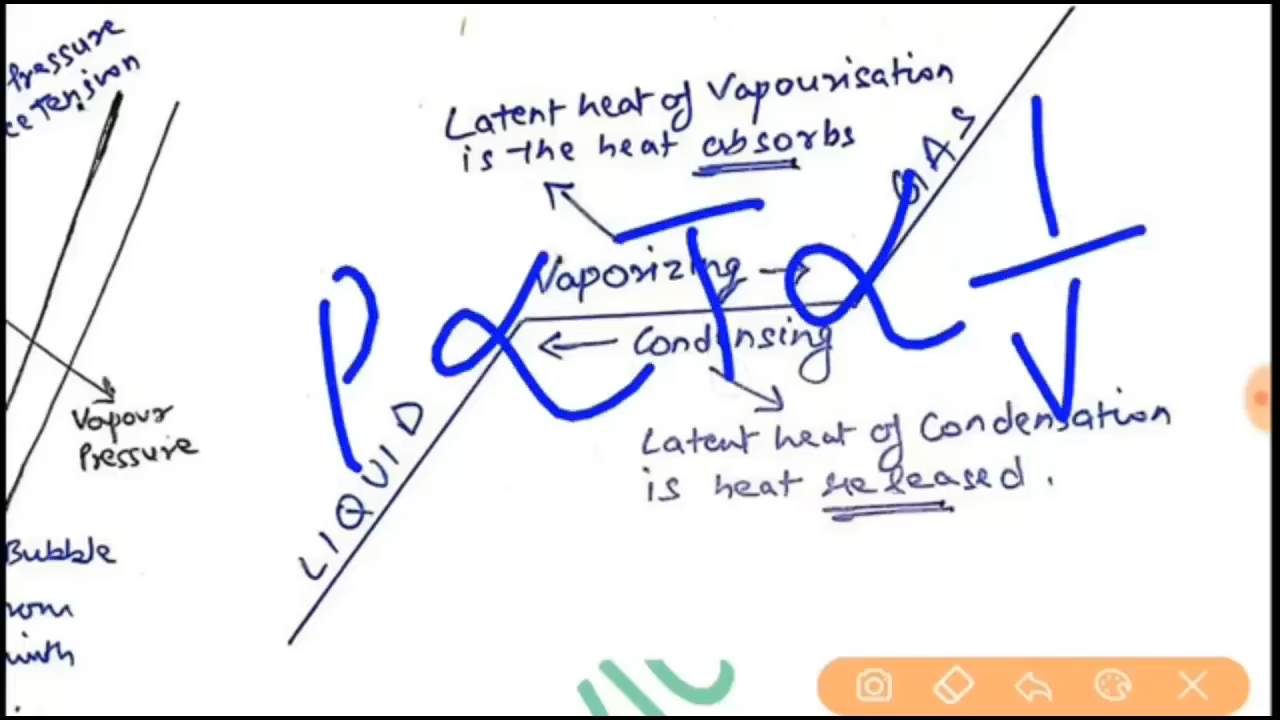 Pressure
ce Tension
Latent heat of Vapourisation
is the heat absorbs
GAS
P α T α 1/V
Vaporizing →
← Condensing
LIQUID
Vapour
Pressure
Latent heat of Condensation
is heat released.
Bubble
with